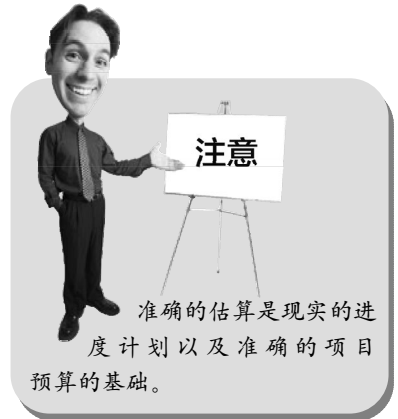 注意
准确的估算是现实的进
度计划以及准确的项目
预算的基础。